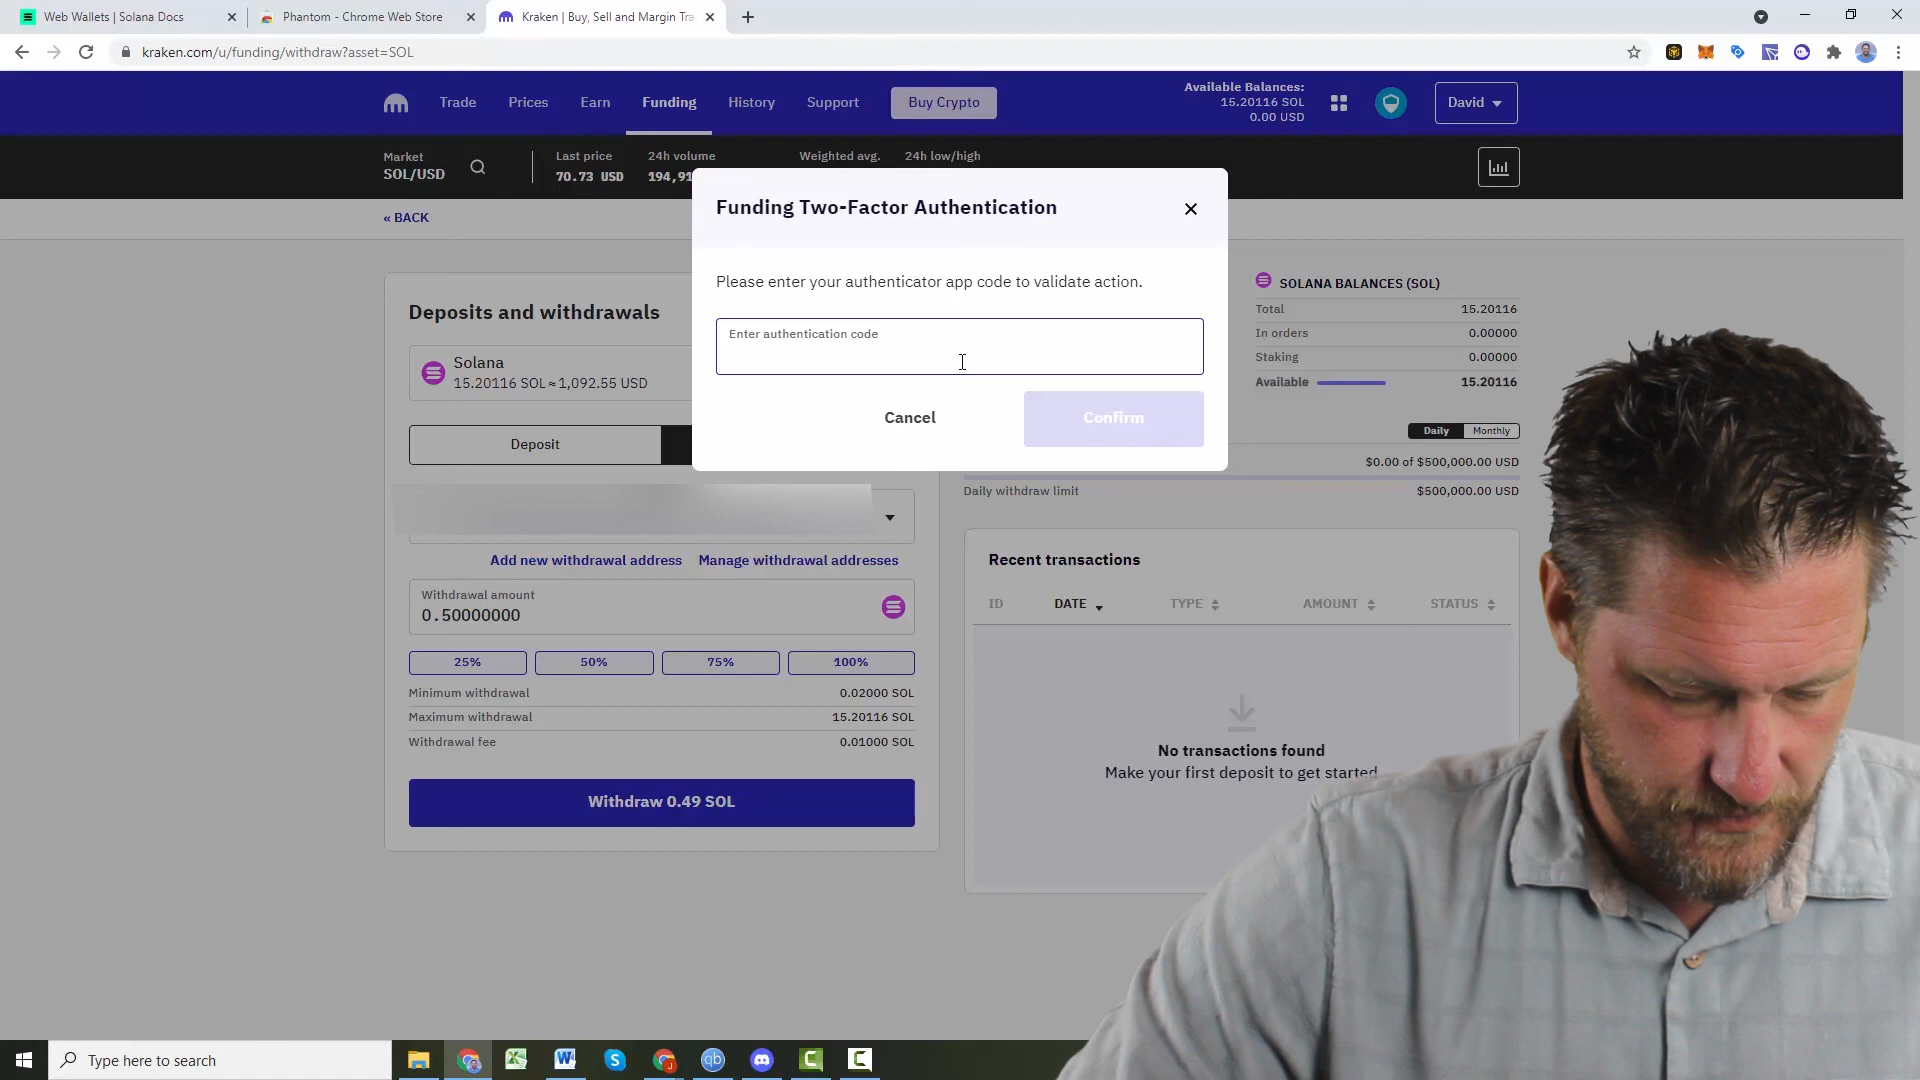 Web Wallets | Solana Docs
Phantom - Chrome Web Store
Kraken | Buy, Sell and Margin Tra
kraken.com/u/funding/withdraw?asset=SOL
Trade
Prices
Earn
Funding
History
Support
Buy Crypto
Available Balances:
15.20116 SOL
0.00 USD
David
Market
SOL/USD
Last price
70.73 USD
24h volume
194,91
Weighted avg.
24h low/high
« BACK
Funding Two-Factor Authentication
Please enter your authenticator app code to validate action.
Enter authentication code
Cancel
Confirm
Deposits and withdrawals
Solana
15.20116 SOL ≈ 1,092.55 USD
Deposit
Add new withdrawal address
Manage withdrawal addresses
Withdrawal amount
0.50000000
25%
50%
75%
100%
Minimum withdrawal
0.02000 SOL
Maximum withdrawal
15.20116 SOL
Withdrawal fee
0.01000 SOL
Withdraw 0.49 SOL
SOLANA BALANCES (SOL)
Total
15.20116
In orders
0.00000
Staking
0.00000
Available
15.20116
Daily
Monthly
$0.00 of $500,000.00 USD
Daily withdraw limit
$500,000.00 USD
Recent transactions
ID
DATE
TYPE
AMOUNT
STATUS
No transactions found
Make your first deposit to get started
Type here to search